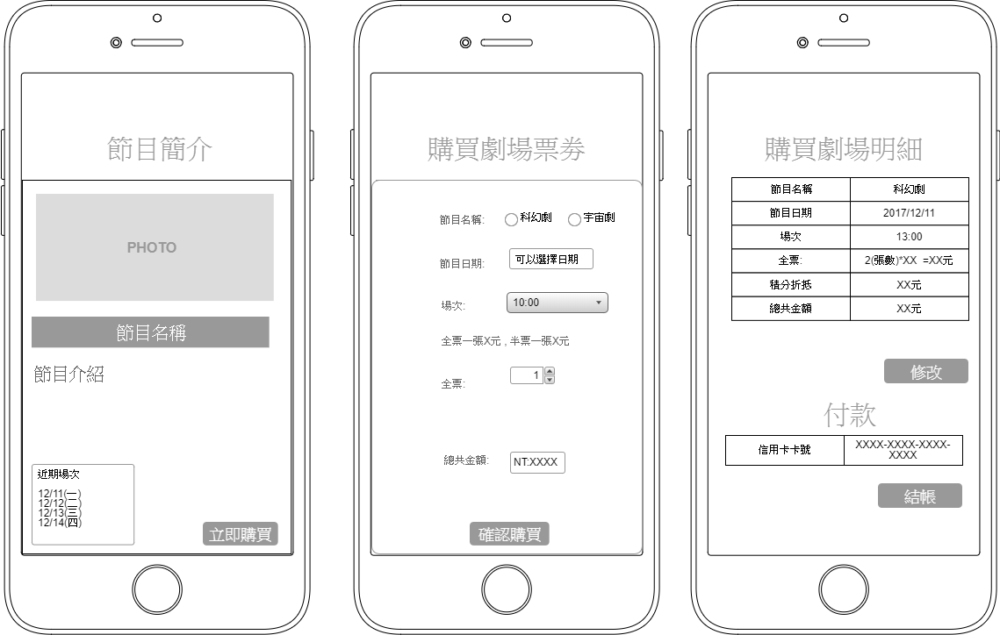 節目簡介
PHOTO
節目名稱
節目介紹
近期場次
12/11(一)
12/12(二)
12/13(三)
12/14(四)
立即購買
購買劇場票券
節目名稱: 科幻劇 宇宙劇
節目日期: 可以選擇日期
場次: 10:00
全票一張X元 , 半票一張X元
全票: 1
總共金額: NT:XXXX
確認購買
購買劇場明細
節目名稱 科幻劇
節目日期 2017/12/11
場次 13:00
全票: 2(張數)*XX =XX元
積分折抵 XX元
總共金額 XX元
修改
付款
信用卡卡號 XXXX-XXXX-XXXX-
XXXX
結帳